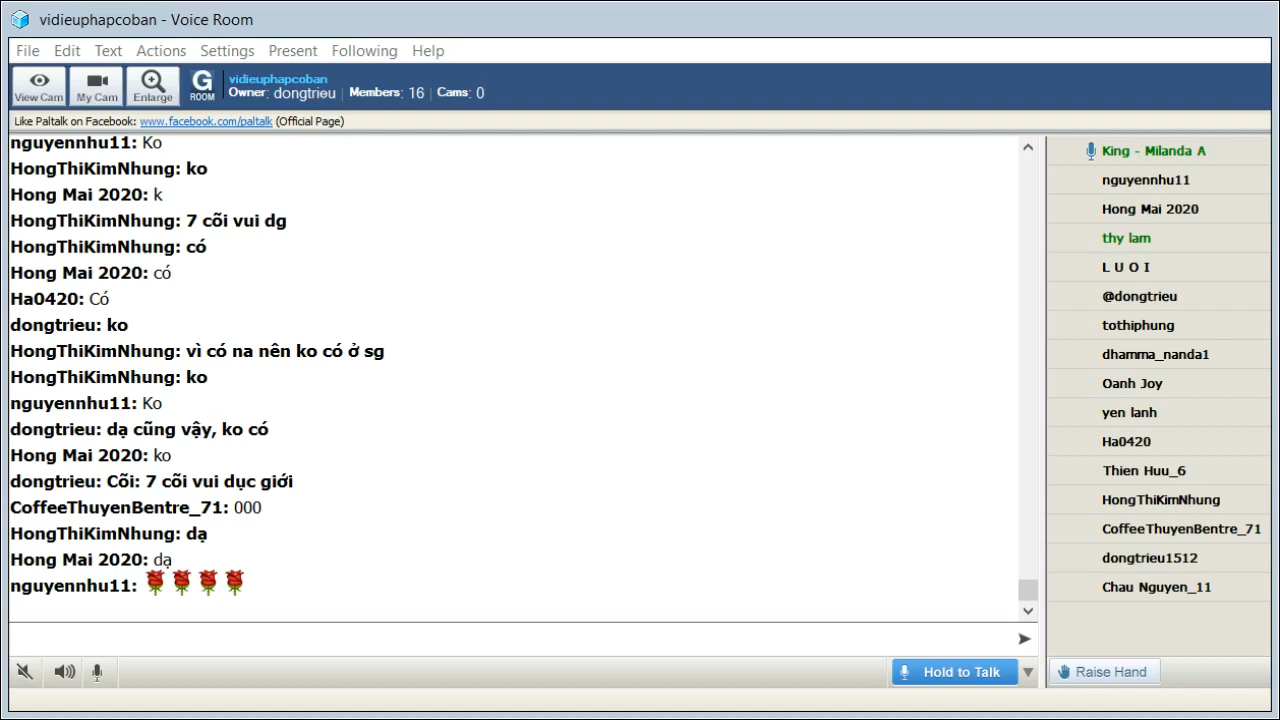 vidieuphapcoban - Voice Room
File Edit Text Actions Settings Present Following Help
View Cam My Cam Enlarge G ROOM
vidieuphapcoban
Owner: dongtrieu | Members: 16 | Cams: 0
Like Paltalk on Facebook: www.facebook.com/paltalk (Official Page)
nguyennhu11: Ko
HongThiKimNhung: ko
Hong Mai 2020: k
HongThiKimNhung: 7 cõi vui dg
HongThiKimNhung: có
Hong Mai 2020: có
Ha0420: Có
dongtrieu: ko
HongThiKimNhung: vì có na nên ko có ở sg
HongThiKimNhung: ko
nguyennhu11: Ko
dongtrieu: dạ cũng vậy, ko có
Hong Mai 2020: ko
dongtrieu: Cõi: 7 cõi vui dục giới
CoffeeThuyenBentre_71: 000
HongThiKimNhung: dạ
Hong Mai 2020: dạ
nguyennhu11:
King - Milanda A
nguyennhu11
Hong Mai 2020
thy lam
L U O I
@dongtrieu
tothiphung
dhamma_nanda1
Oanh Joy
yen lanh
Ha0420
Thien Huu_6
HongThiKimNhung
CoffeeThuyenBentre_71
dongtrieu1512
Chau Nguyen_11
Hold to Talk
Raise Hand